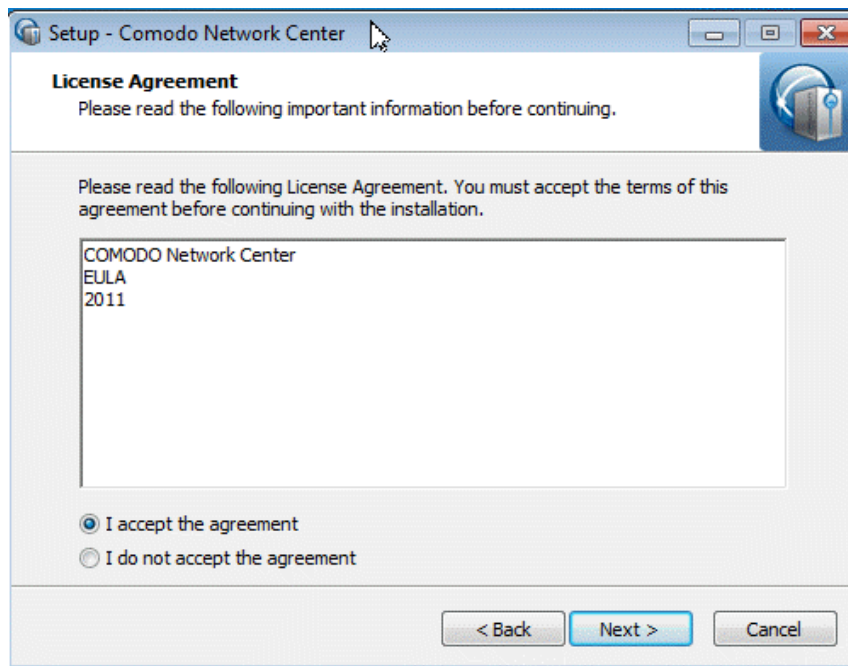 Setup - Comodo Network Center
License Agreement
Please read the following important information before continuing.
Please read the following License Agreement. You must accept the terms of this
agreement before continuing with the installation.
COMODO Network Center
EULA
2011
I accept the agreement
I do not accept the agreement
< Back
Next >
Cancel